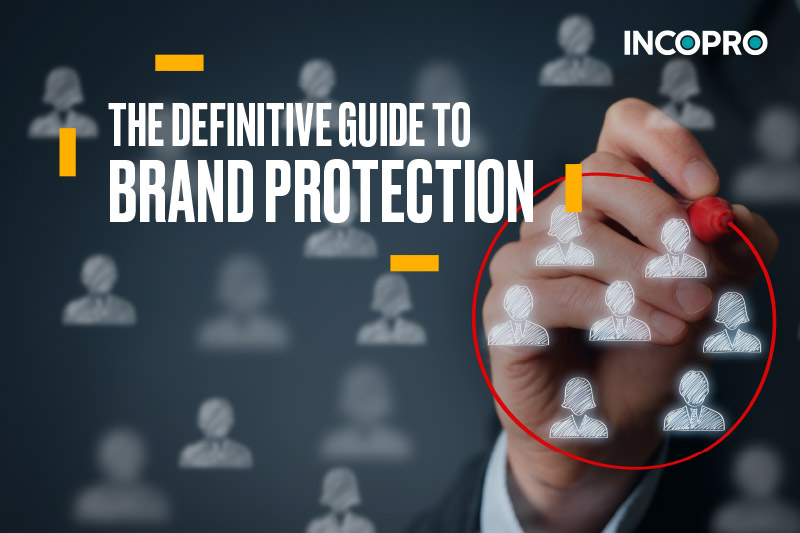 INCOPRO
THE DEFINITIVE GUIDE TO
BRAND PROTECTION